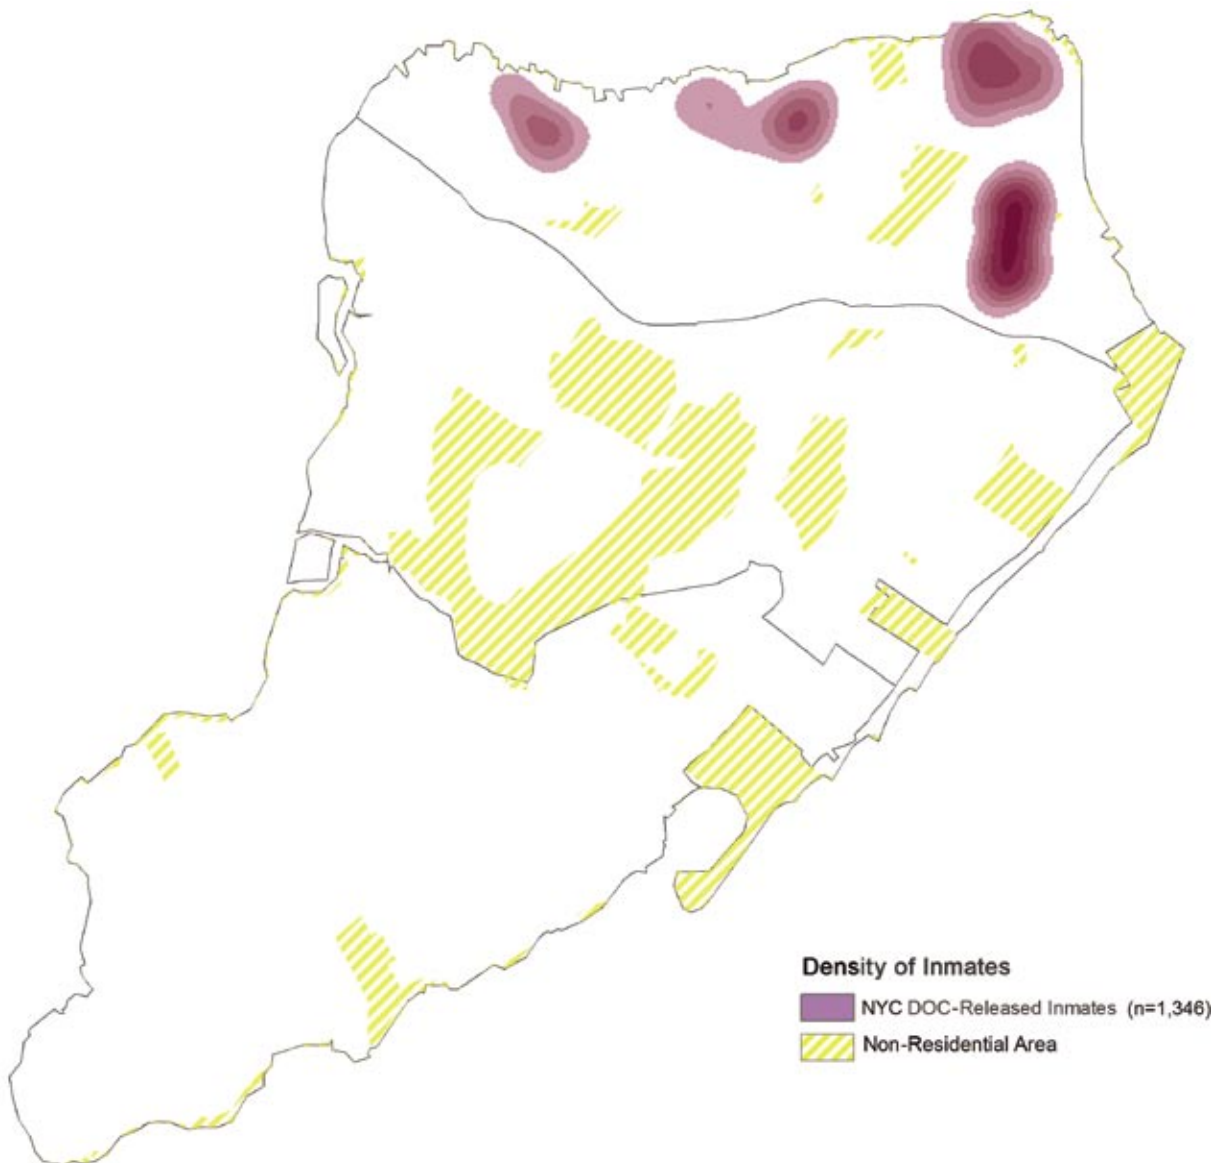 Density of Inmates
NYC DOC-Released Inmates (n=1,346)
Non-Residential Area